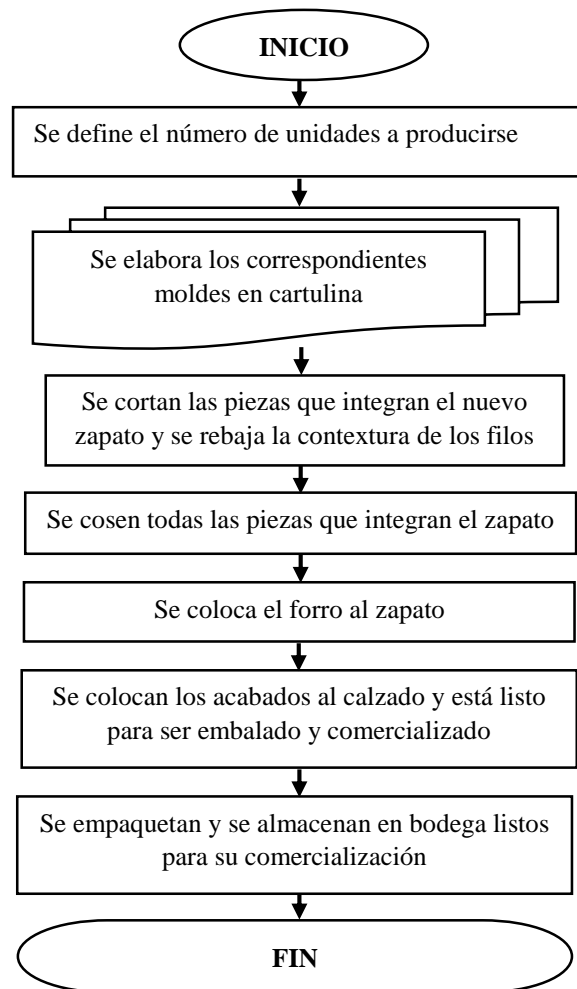 INICIO
Se define el número de unidades a producirse
Se elabora los correspondientes
moldes en cartulina
Se cortan las piezas que integran el nuevo
zapato y se rebaja la contextura de los filos
Se cosen todas las piezas que integran el zapato
Se coloca el forro al zapato
Se colocan los acabados al calzado y está listo
para ser embalado y comercializado
Se empaquetan y se almacenan en bodega listos
para su comercialización
FIN